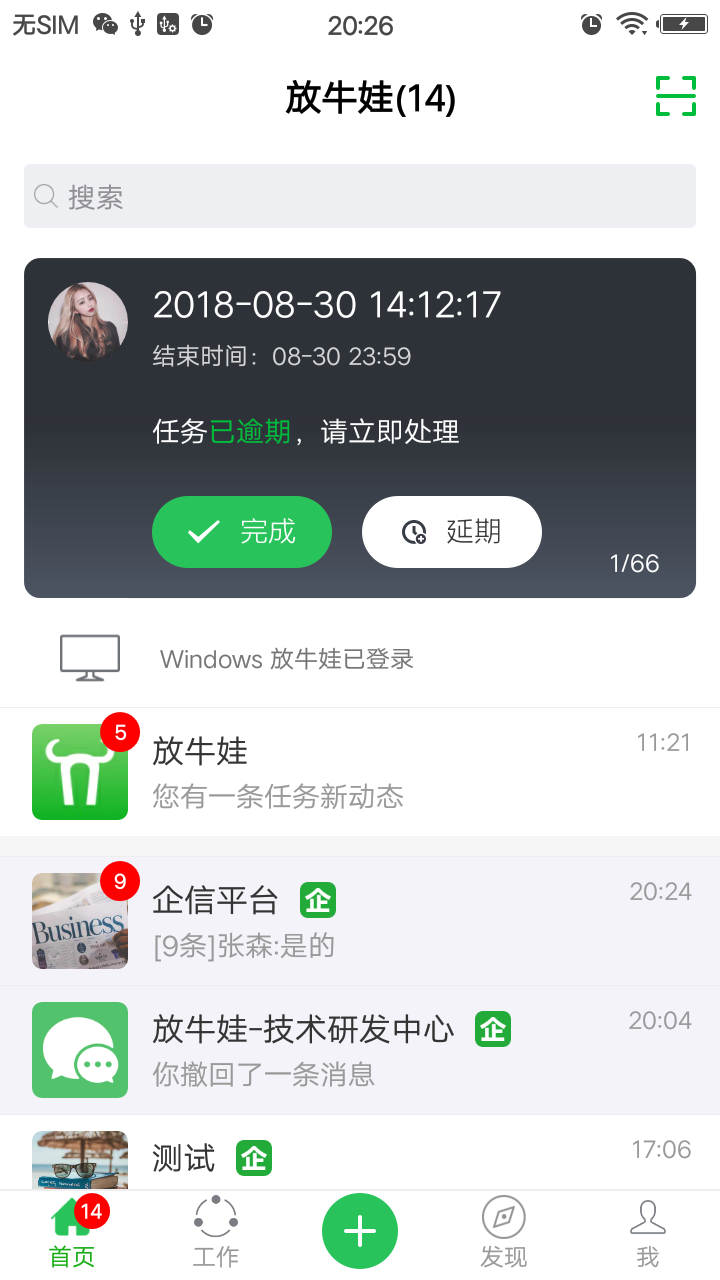 无SIM 20:26
放牛娃(14)
搜索
2018-08-30 14:12:17
结束时间：08-30 23:59
任务已逾期，请立即处理
完成 延期
1/66
Windows 放牛娃已登录
5
放牛娃 11:21
您有一条任务新动态
9
企信平台 企 20:24
Business
[9条]张森:是的
放牛娃-技术研发中心 企 20:04
你撤回了一条消息
测试 企 17:06
14
首页 工作 发现 我